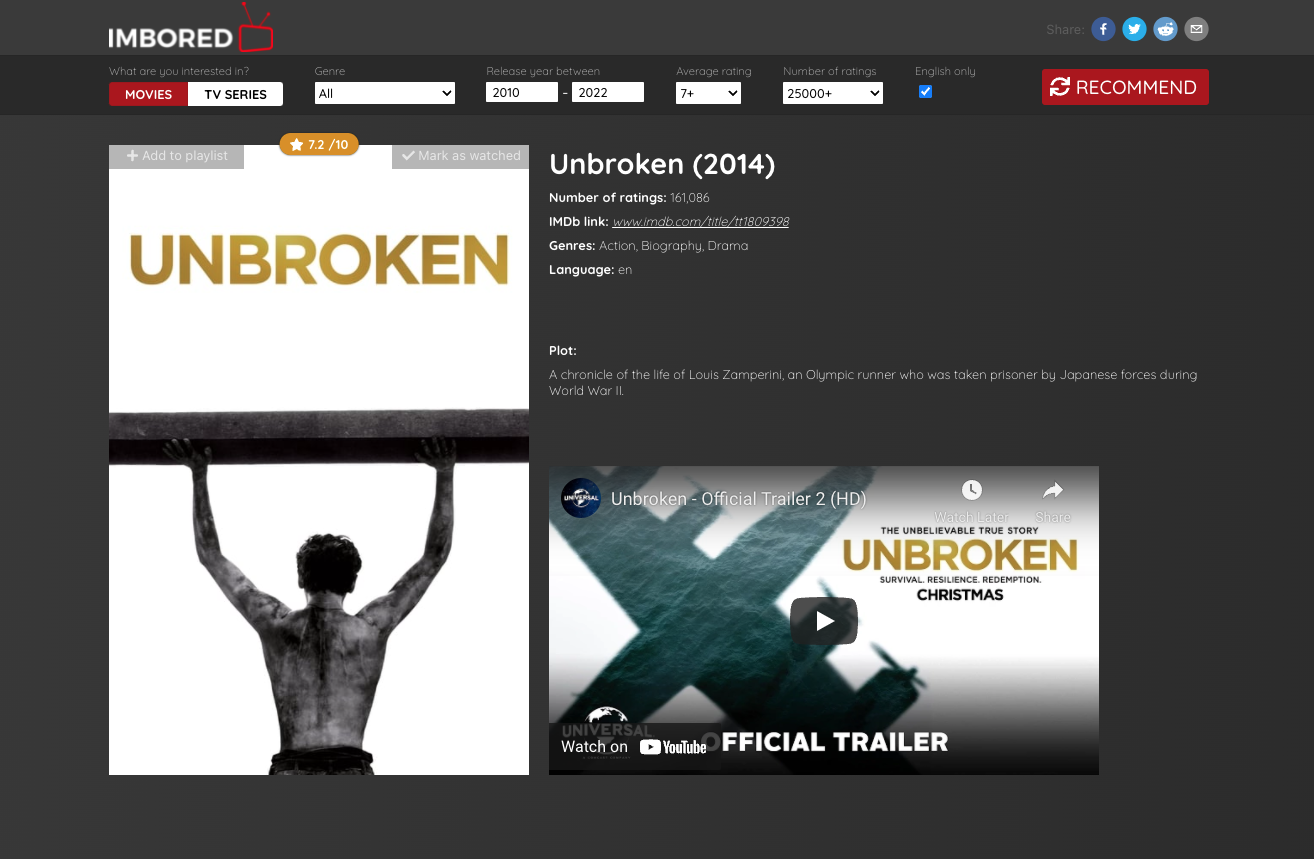 IMBORED
Share:
What are you interested in?
MOVIES
TV SERIES
Genre
All
Release year between
2010 - 2022
Average rating
7+
Number of ratings
25000+
English only
RECOMMEND
Add to playlist
7.2 /10
Mark as watched
UNBROKEN
Unbroken (2014)
Number of ratings: 161,086
IMDb link: www.imdb.com/title/tt1809398
Genres: Action, Biography, Drama
Language: en
Plot:
A chronicle of the life of Louis Zamperini, an Olympic runner who was taken prisoner by Japanese forces during
World War II.
UNIVERSAL
Unbroken - Official Trailer 2 (HD)
Watch Later
Share
THE UNBELIEVABLE TRUE STORY
UNBROKEN
SURVIVAL. RESILIENCE. REDEMPTION.
CHRISTMAS
UNIVERSAL
Watch on YouTube
OFFICIAL TRAILER